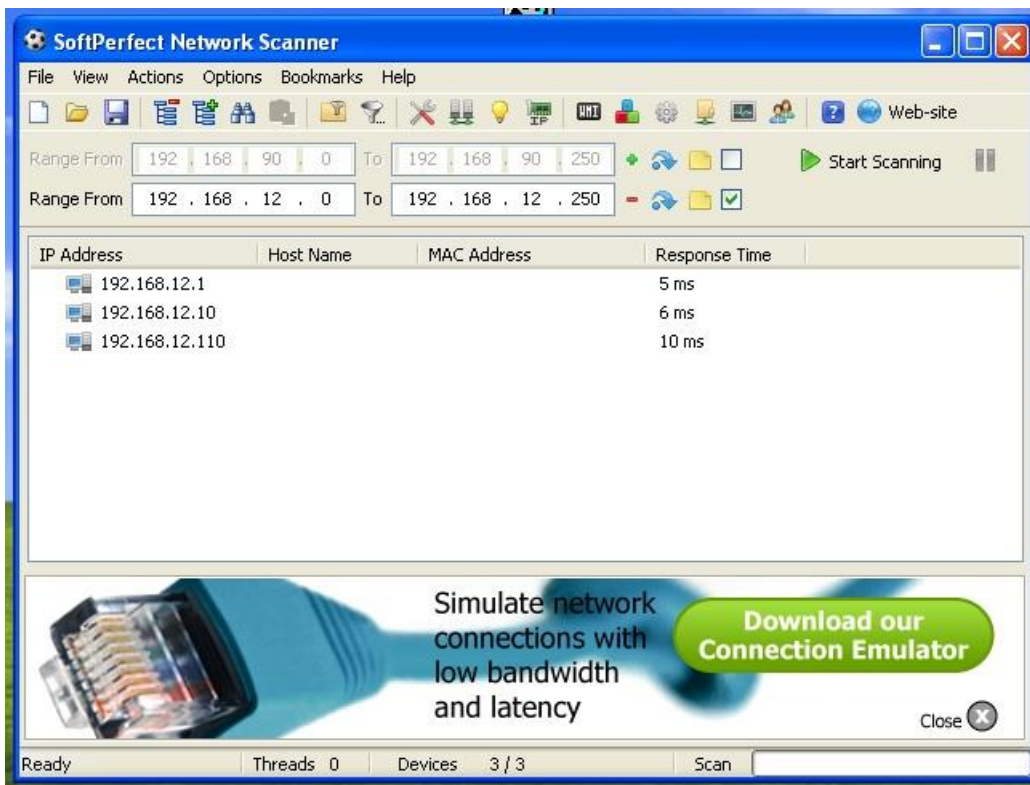 SoftPerfect Network Scanner
File View Actions Options Bookmarks Help
IP WMI ? Web-site
Range From 192 . 168 . 90 . 0 To 192 . 168 . 90 . 250 Start Scanning
Range From 192 . 168 . 12 . 0 To 192 . 168 . 12 . 250
IP Address Host Name MAC Address Response Time
192.168.12.1 5 ms
192.168.12.10 6 ms
192.168.12.110 10 ms
Simulate network
connections with
low bandwidth
and latency
Download our
Connection Emulator
Close
Ready Threads 0 Devices 3 / 3 Scan